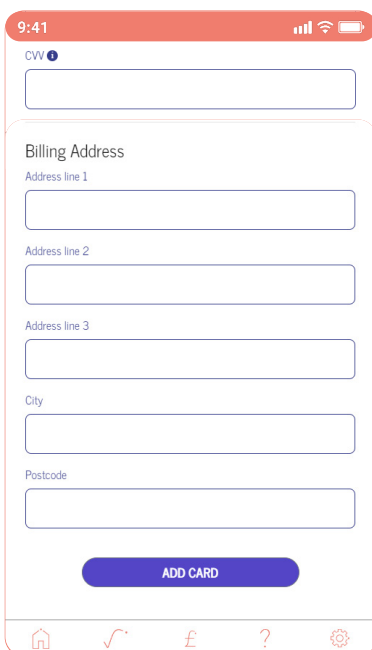 9:41
CVV i
Billing Address
Address line 1
Address line 2
Address line 3
City
Postcode
ADD CARD
£ ?